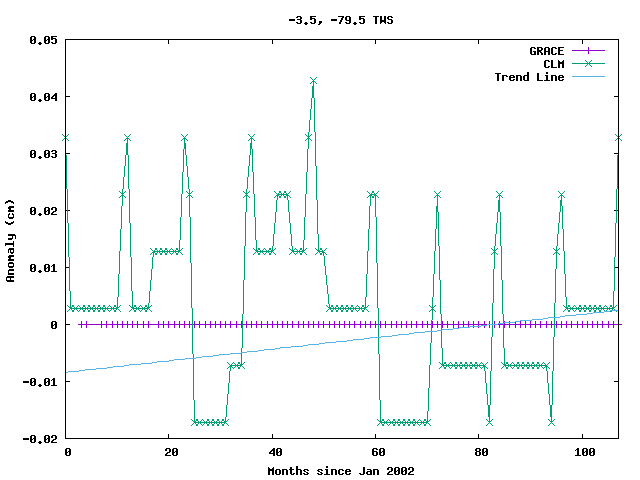 -3.5, -79.5 TWS
GRACE
CLM
Trend Line
0.05
0.04
0.03
0.02
0.01
0
-0.01
-0.02
Anomaly (cm)
0 20 40 60 80 100
Months since Jan 2002